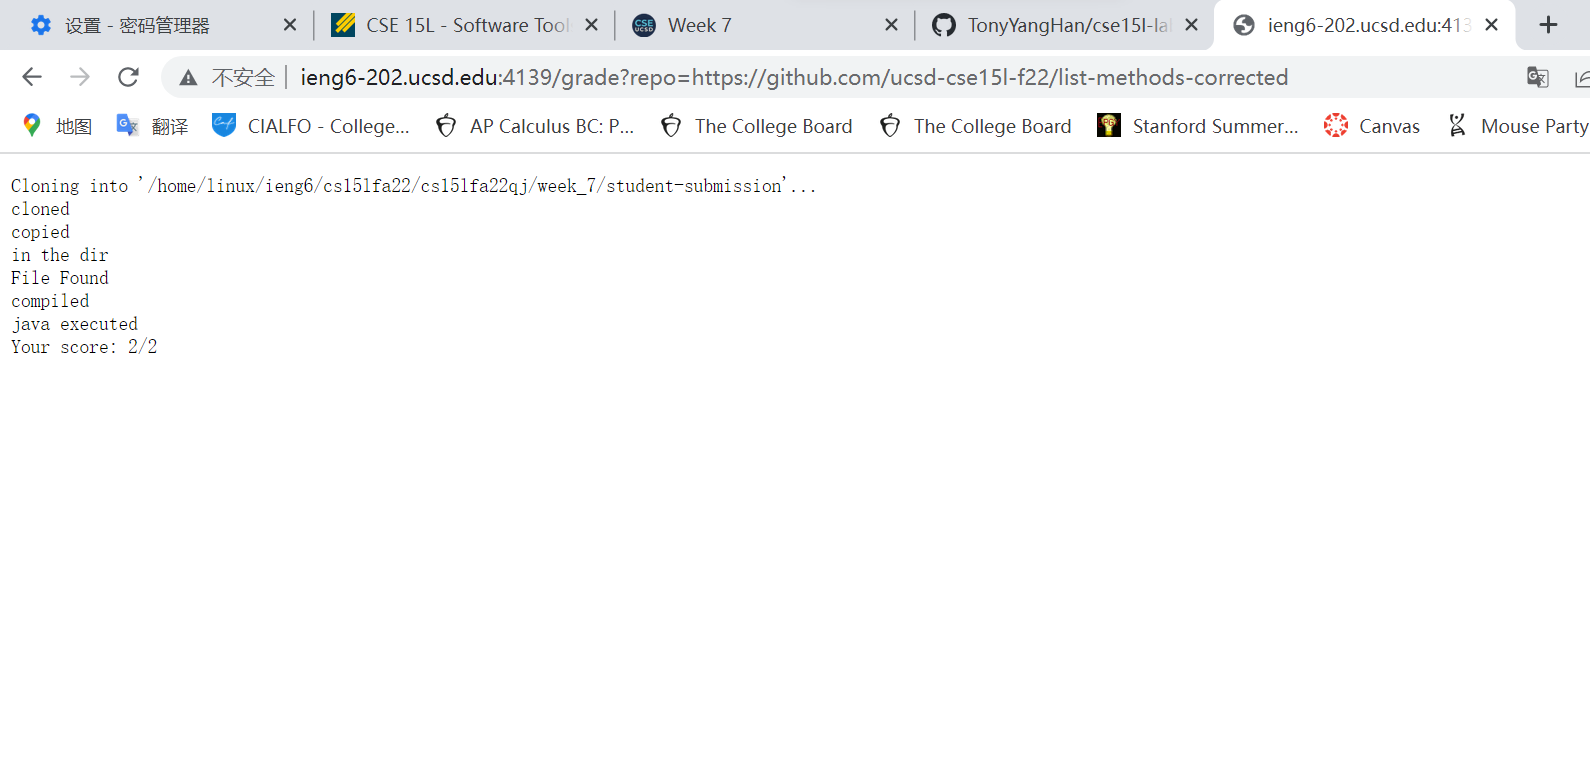 设置 - 密码管理器
CSE 15L - Software Tool
Week 7
TonyYangHan/cse15l-la
ieng6-202.ucsd.edu:413
不安全
ieng6-202.ucsd.edu:4139/grade?repo=https://github.com/ucsd-cse15l-f22/list-methods-corrected
地图
翻译
CIALFO - College...
AP Calculus BC: P...
The College Board
The College Board
Stanford Summer...
Canvas
Mouse Party
Cloning into '/home/linux/ieng6/cs15lfa22/cs15lfa22qj/week_7/student-submission'...
cloned
copied
in the dir
File Found
compiled
java executed
Your score: 2/2